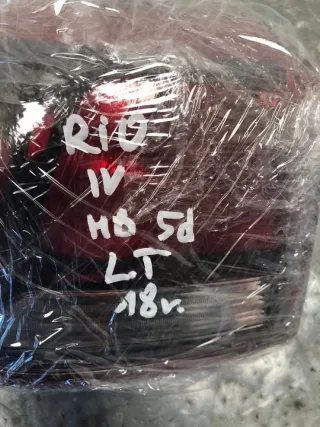 RiO
IV
HB 5d
LT
18r.